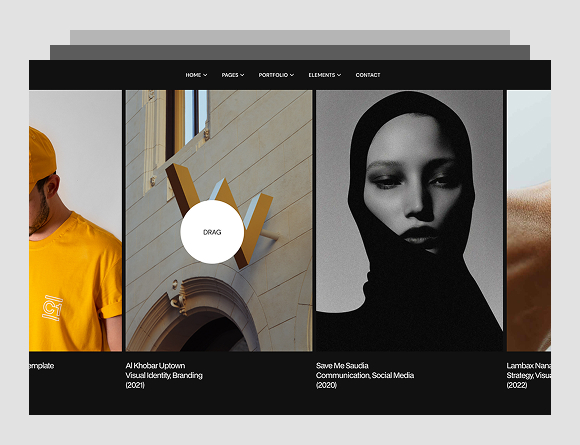 HOME
PAGES
PORTFOLIO
ELEMENTS
CONTACT
DRAG
emplate
Al Khobar Uptown
Visual Identity, Branding
(2021)
Save Me Saudia
Communication, Social Media
(2020)
Lambax Nana
Strategy, Visua
(2022)